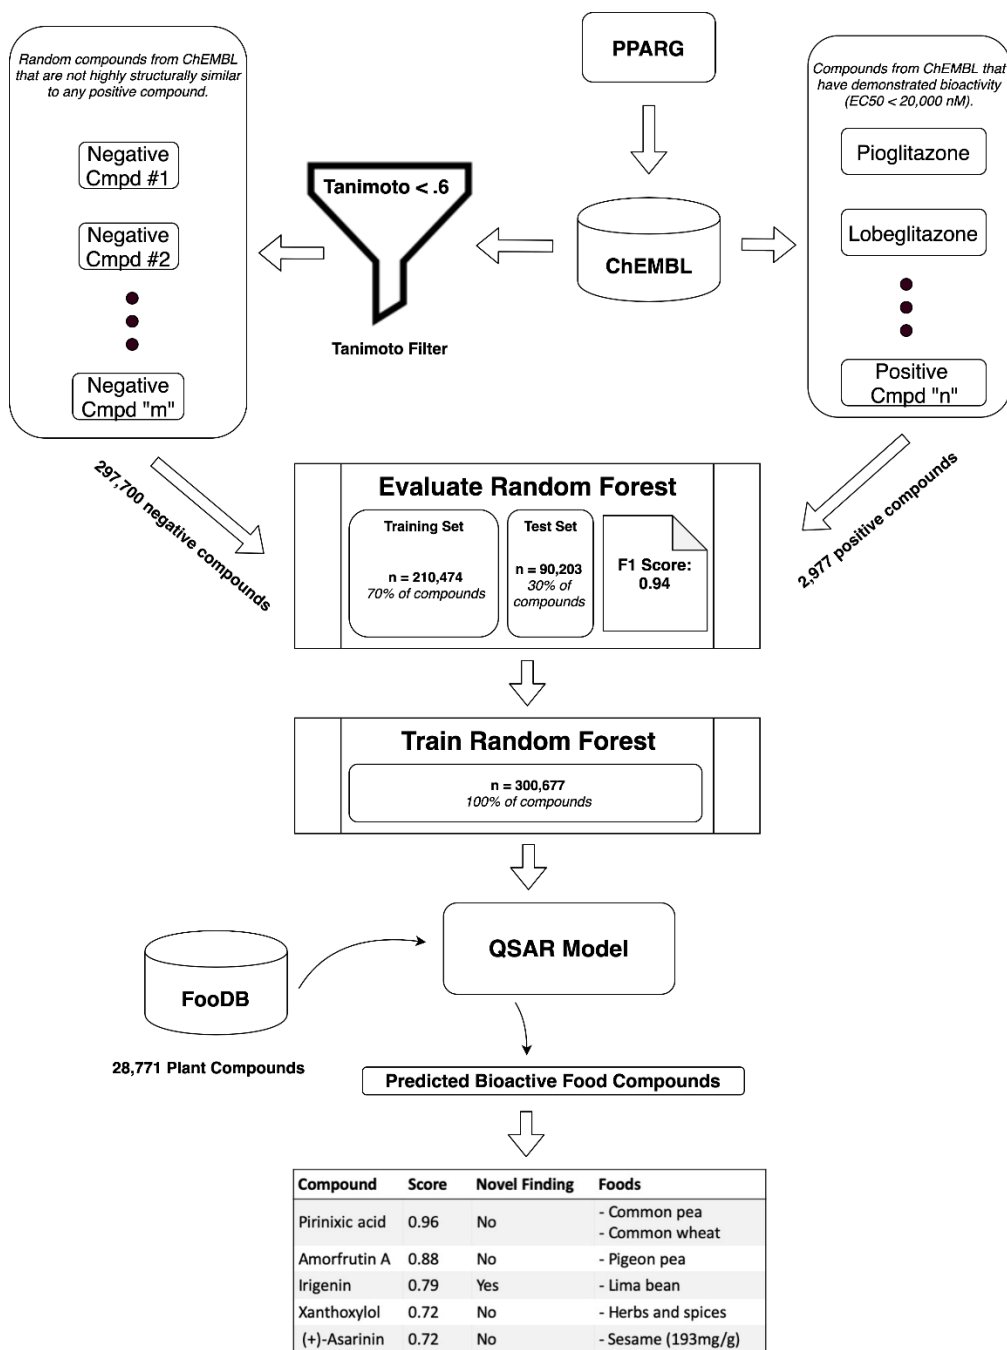 PPARG
Random compounds from ChEMBL
that are not highly structurally similar
to any positive compound.
Negative
Cmpd #1
Negative
Cmpd #2
Negative
Cmpd "m"
Tanimoto < .6
Tanimoto Filter
ChEMBL
Compounds from ChEMBL that
have demonstrated bioactivity
(EC50 < 20,000 nM).
Pioglitazone
Lobeglitazone
Positive
Cmpd "n"
297,700 negative compounds
2,977 positive compounds
Evaluate Random Forest
Training Set
n = 210,474
70% of compounds
Test Set
n = 90,203
30% of
compounds
F1 Score:
0.94
Train Random Forest
n = 300,677
100% of compounds
QSAR Model
FooDB
28,771 Plant Compounds
Predicted Bioactive Food Compounds
Compound Score Novel Finding Foods
Pirinixic acid 0.96 No - Common pea
- Common wheat
Amorfrutin A 0.88 No - Pigeon pea
Irigenin 0.79 Yes - Lima bean
Xanthoxylol 0.72 No - Herbs and spices
(+)-Asarinin 0.72 No - Sesame (193mg/g)